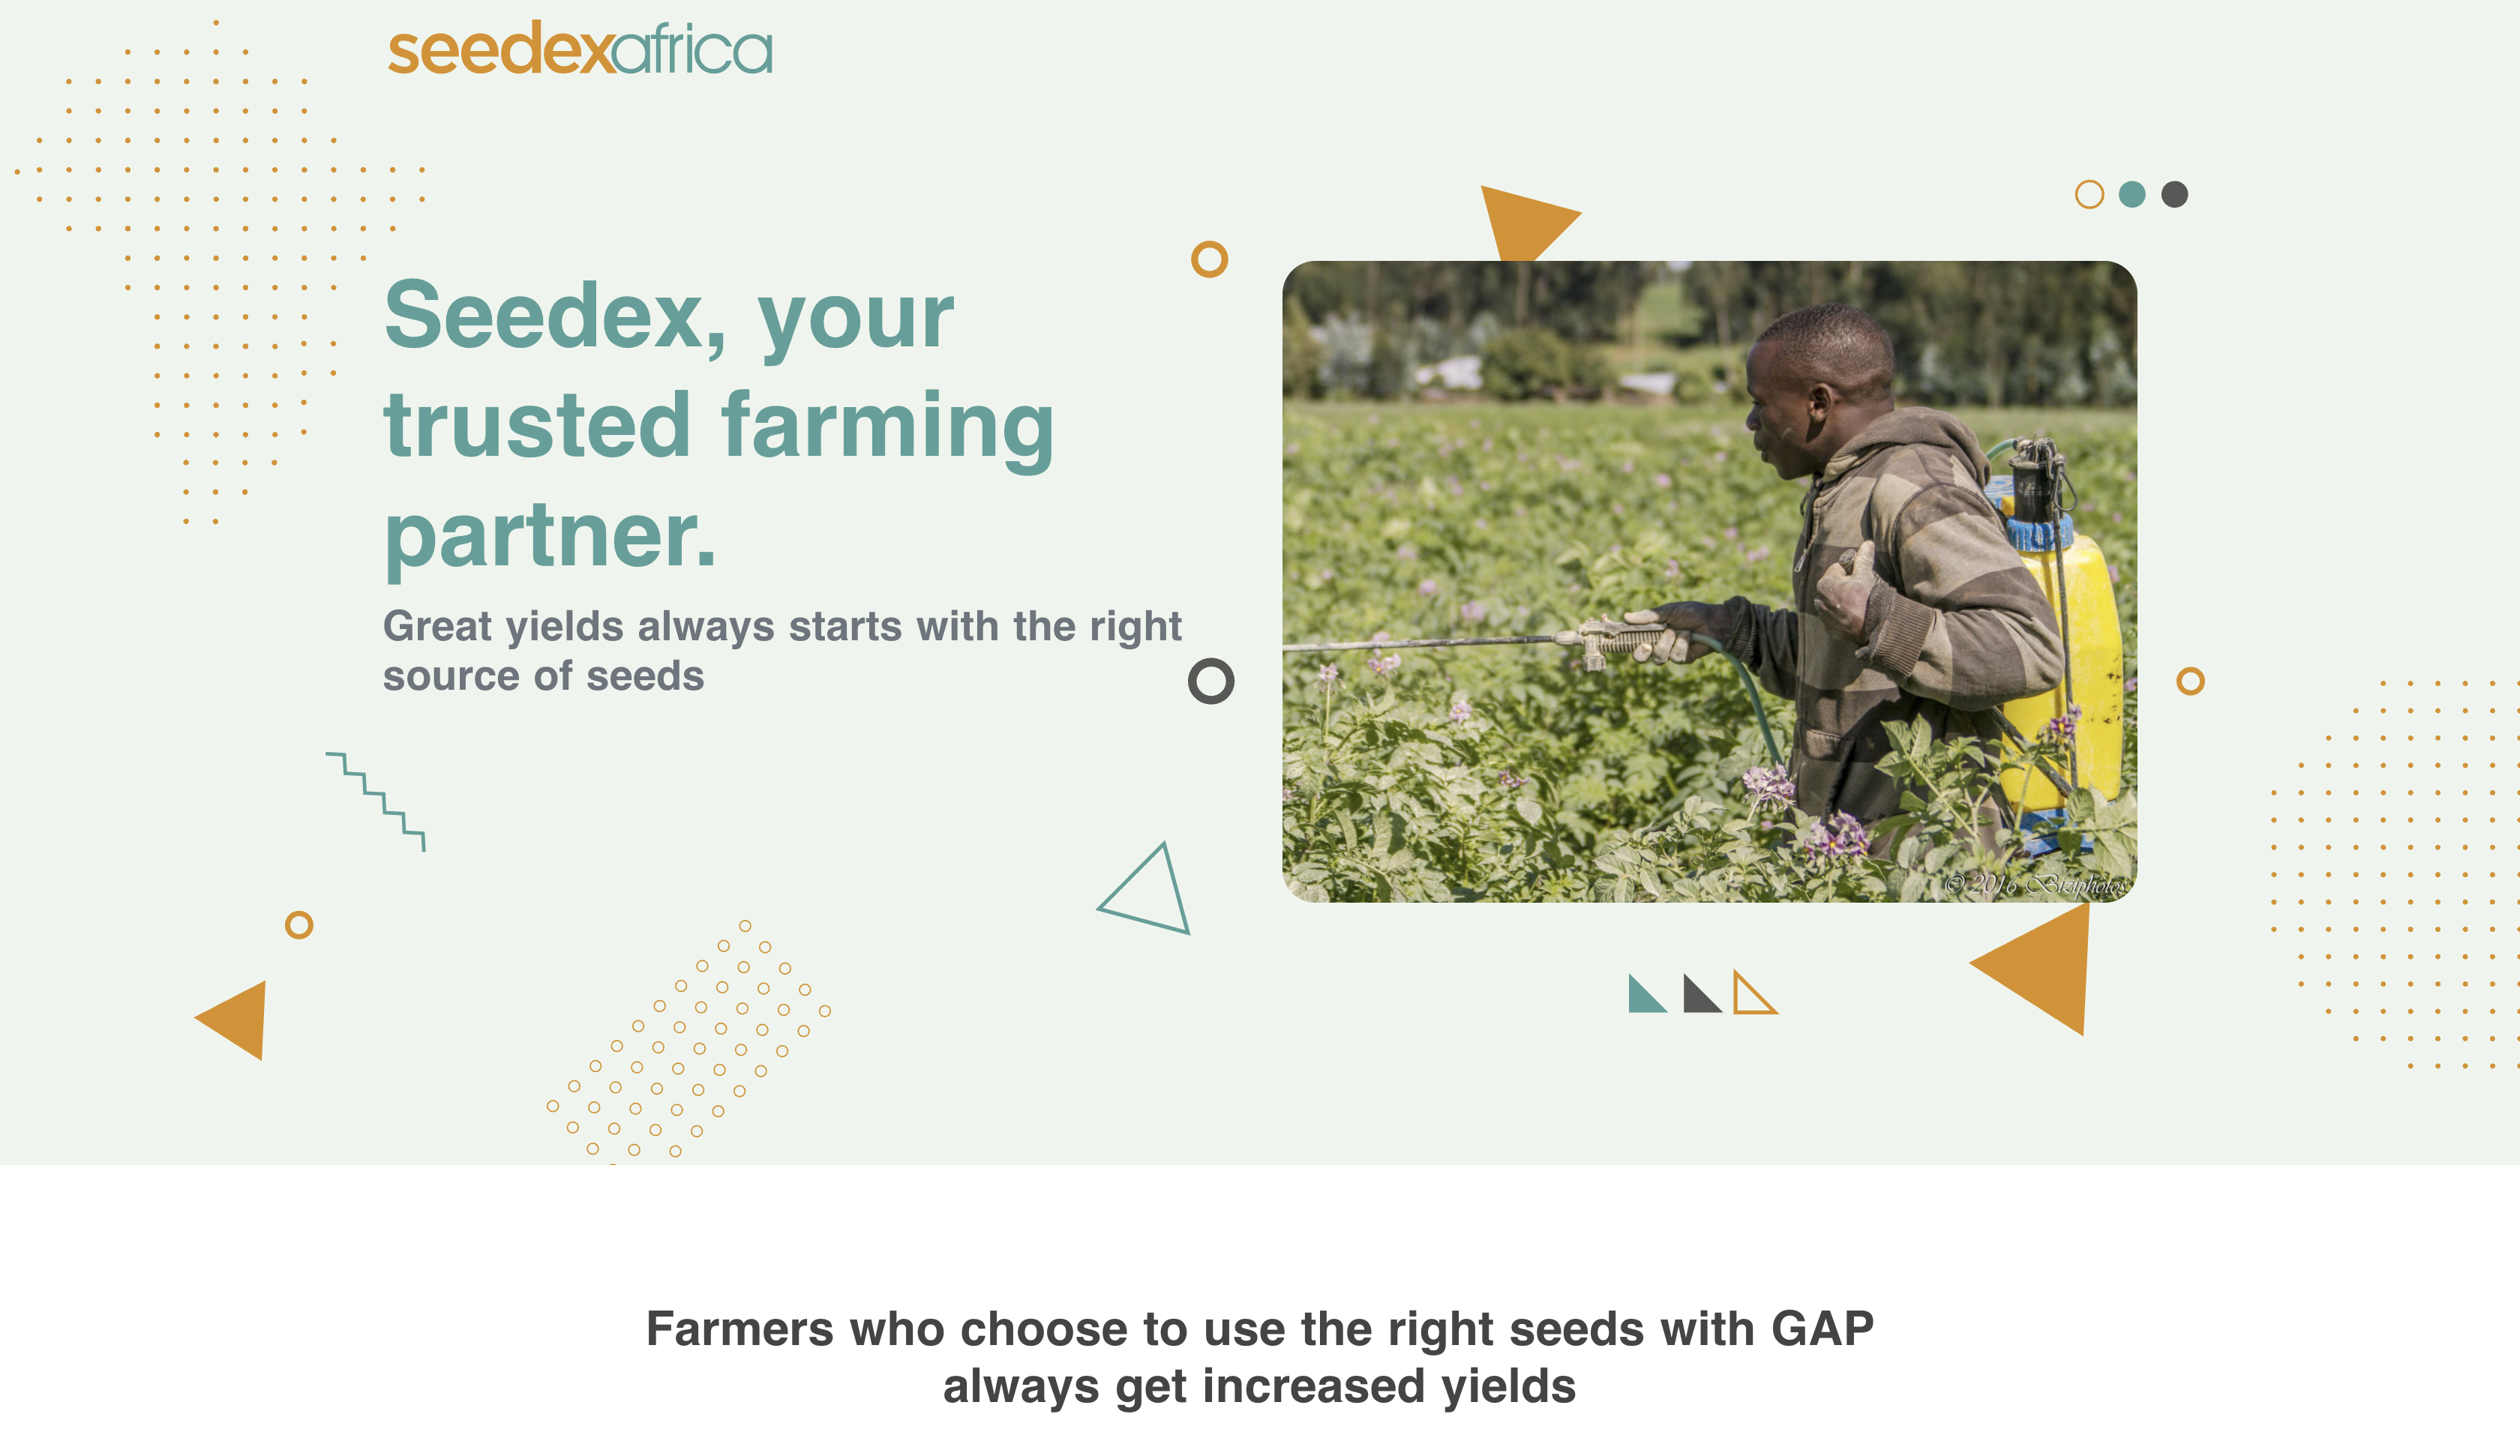 seedexafrica
Seedex, your
trusted farming
partner.
Great yields always starts with the right
source of seeds
© 2016 Biziphotos
Farmers who choose to use the right seeds with GAP
always get increased yields